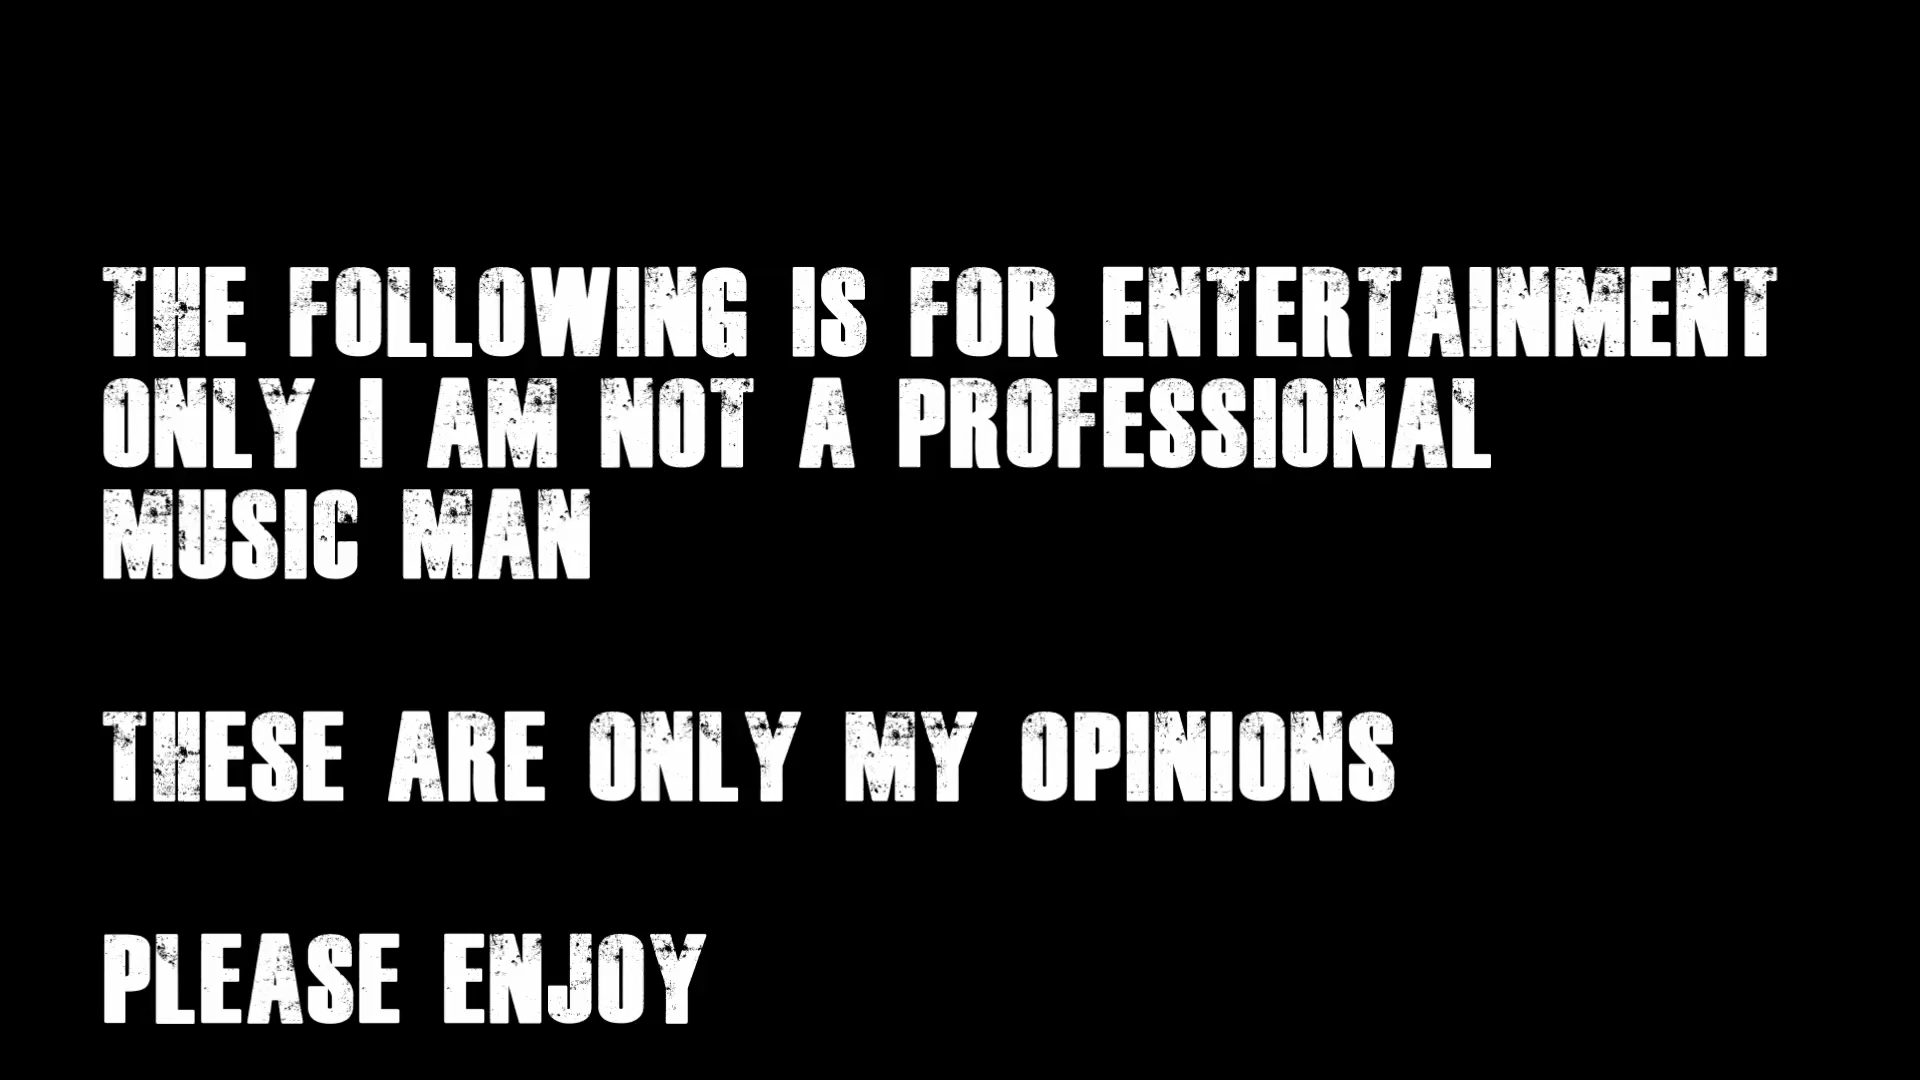 THE FOLLOWING IS FOR ENTERTAINMENT
ONLY I AM NOT A PROFESSIONAL
MUSIC MAN
THESE ARE ONLY MY OPINIONS
PLEASE ENJOY